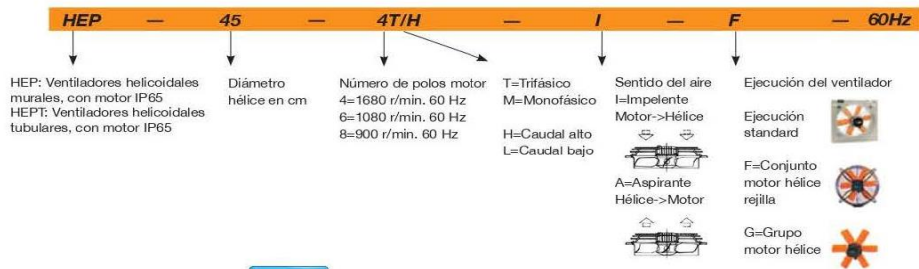 HEP — 45 — 4T/H — I — F — 60Hz
HEP: Ventiladores helicoidales
murales, con motor IP65
HEPT: Ventiladores helicoidales
tubulares, con motor IP65
Diámetro
hélice en cm
Número de polos motor
4=1680 r/min. 60 Hz
6=1080 r/min. 60 Hz
8=900 r/min. 60 Hz
T=Trifásico
M=Monofásico
H=Caudal alto
L=Caudal bajo
Sentido del aire
I=Impelente
Motor->Hélice
A=Aspirante
Hélice->Motor
Ejecución del ventilador
Ejecución
standard
F=Conjunto
motor hélice
rejilla
G=Grupo
motor hélice